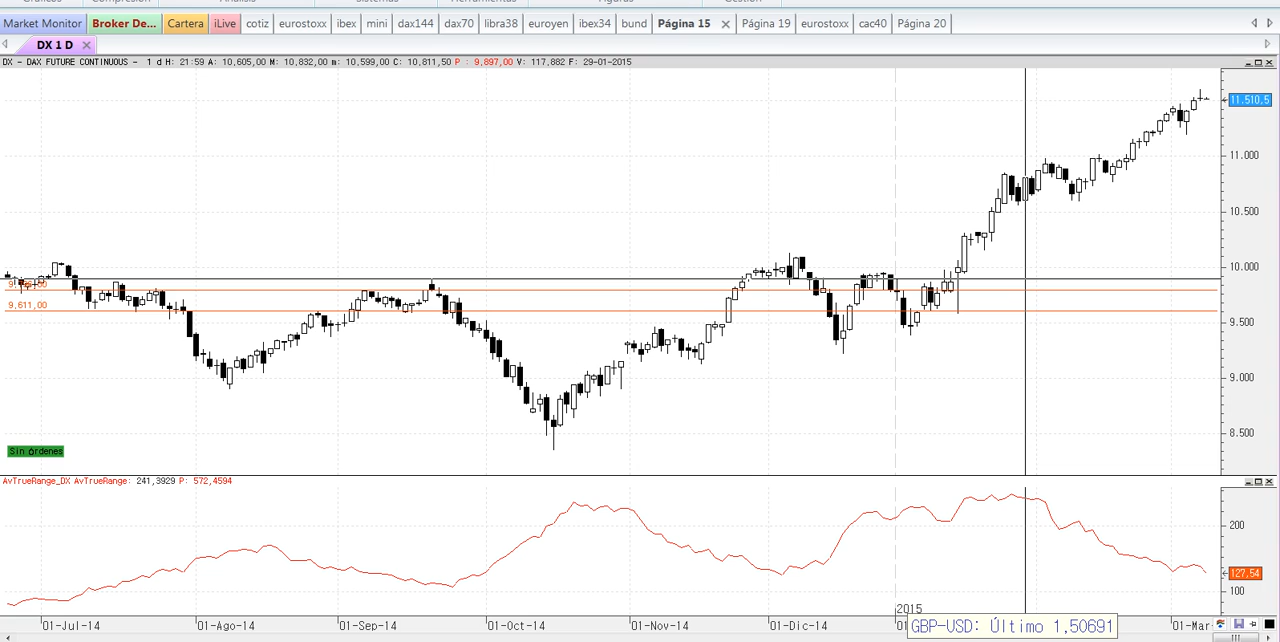 Market Monitor Broker De... Cartera iLive cotiz eurostoxx ibex mini dax144 dax70 libra38 euroyen ibex34 bund Página 15 Página 19 eurostoxx cac40 Página 20
DX 1 D
DX - DAX FUTURE CONTINUOUS - 1 d H: 21:59 A: 10,605,00 M: 10,832,00 m: 10,599,00 C: 10,811,50 P : 9,897,00 V: 117,882 F: 29-01-2015
11.510,5
11.000
10.500
10.000
9,611,00
9.500
9.000
8.500
Sin órdenes
AvTrueRange_DX AvTrueRange: 241,3929 P: 572,4594
200
127,54
100
2015
01-Jul-14 01-Ago-14 01-Sep-14 01-Oct-14 01-Nov-14 01-Dic-14 01-Mar
GBP-USD: Último 1,50691